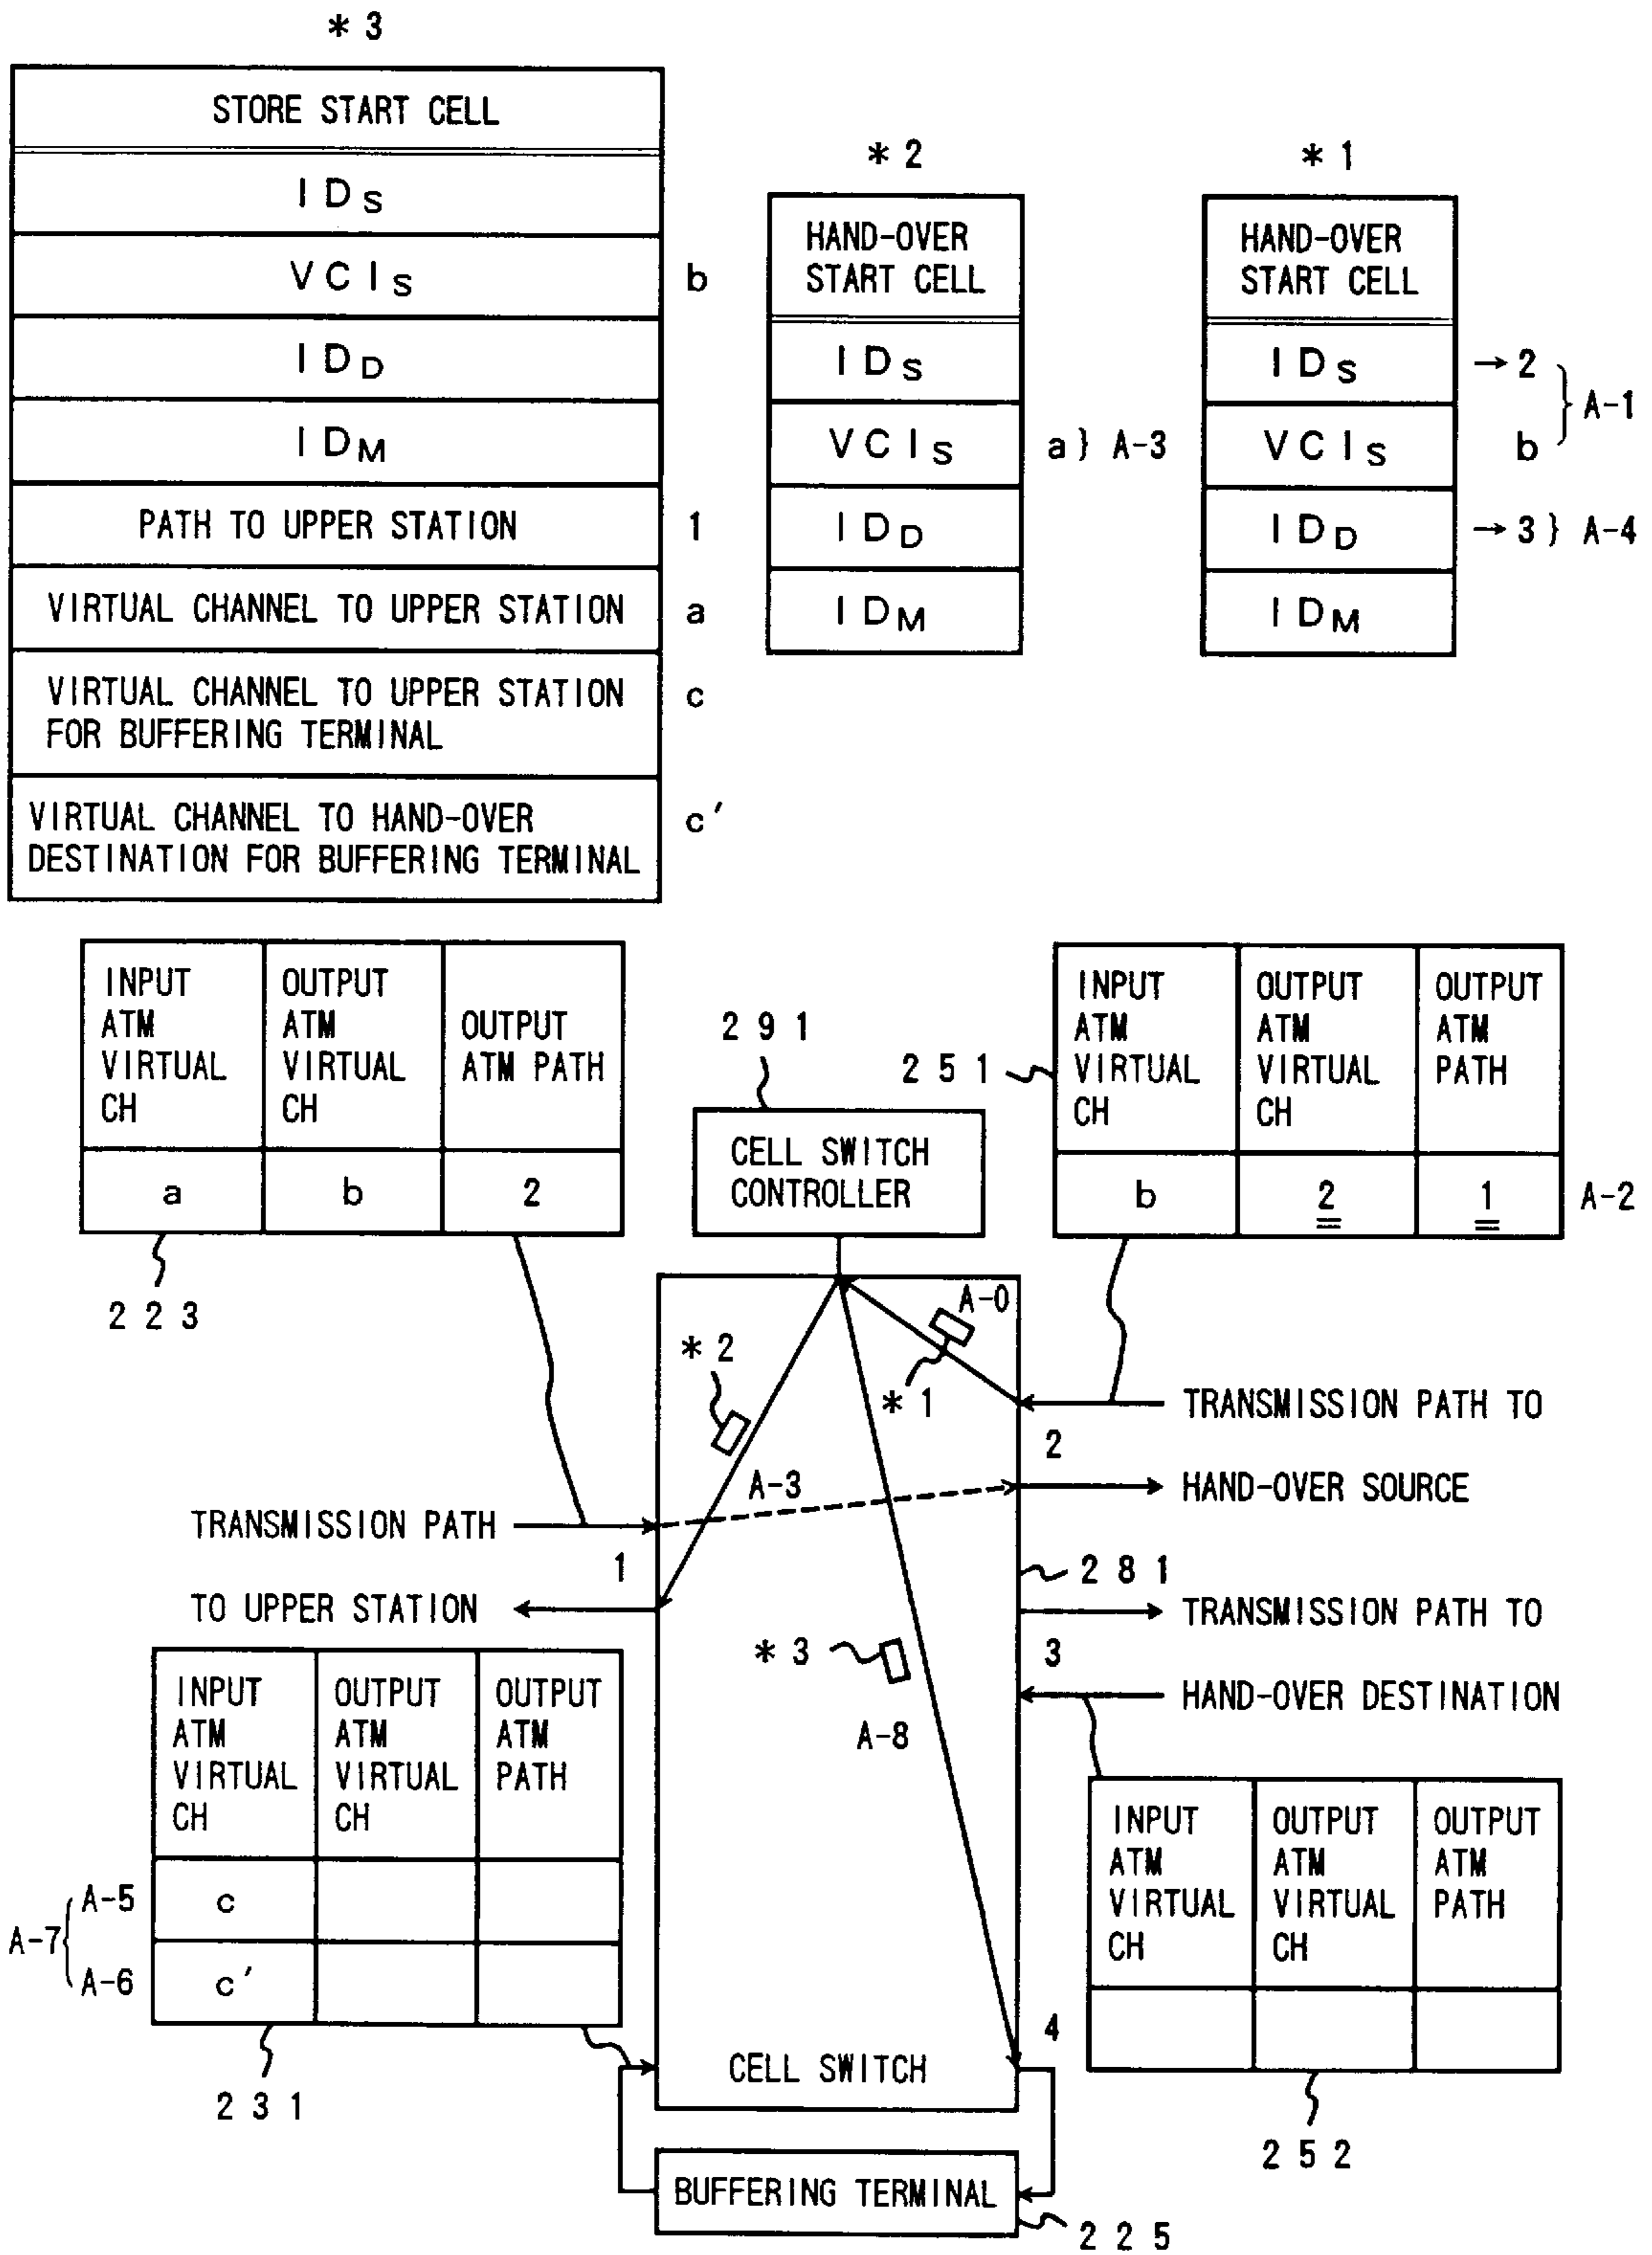 *3
STORE START CELL
IDS
VCIS b
IDD
IDM
PATH TO UPPER STATION 1
VIRTUAL CHANNEL TO UPPER STATION a
VIRTUAL CHANNEL TO UPPER STATION c
FOR BUFFERING TERMINAL
VIRTUAL CHANNEL TO HAND-OVER c'
DESTINATION FOR BUFFERING TERMINAL
*2
HAND-OVER
START CELL
IDS
VCIS a } A-3
IDD
IDM
*1
HAND-OVER
START CELL
IDS →2
VCIS b } A-1
IDD →3 } A-4
IDM
INPUT
ATM
VIRTUAL
CH
OUTPUT
ATM
VIRTUAL
CH
OUTPUT
ATM PATH
a b 2
223
291
CELL SWITCH
CONTROLLER
251
INPUT
ATM
VIRTUAL
CH
OUTPUT
ATM
VIRTUAL
CH
OUTPUT
ATM
PATH
b 2 1 A-2
A-0
*2
*1
A-3
TRANSMISSION PATH TO
2
HAND-OVER SOURCE
TRANSMISSION PATH
1
TO UPPER STATION
281
TRANSMISSION PATH TO
3
HAND-OVER DESTINATION
*3
A-8
INPUT
ATM
VIRTUAL
CH
OUTPUT
ATM
VIRTUAL
CH
OUTPUT
ATM
PATH
A-5 c
A-7{
A-6 c'
231
INPUT
ATM
VIRTUAL
CH
OUTPUT
ATM
VIRTUAL
CH
OUTPUT
ATM
PATH
252
4
CELL SWITCH
BUFFERING TERMINAL
225